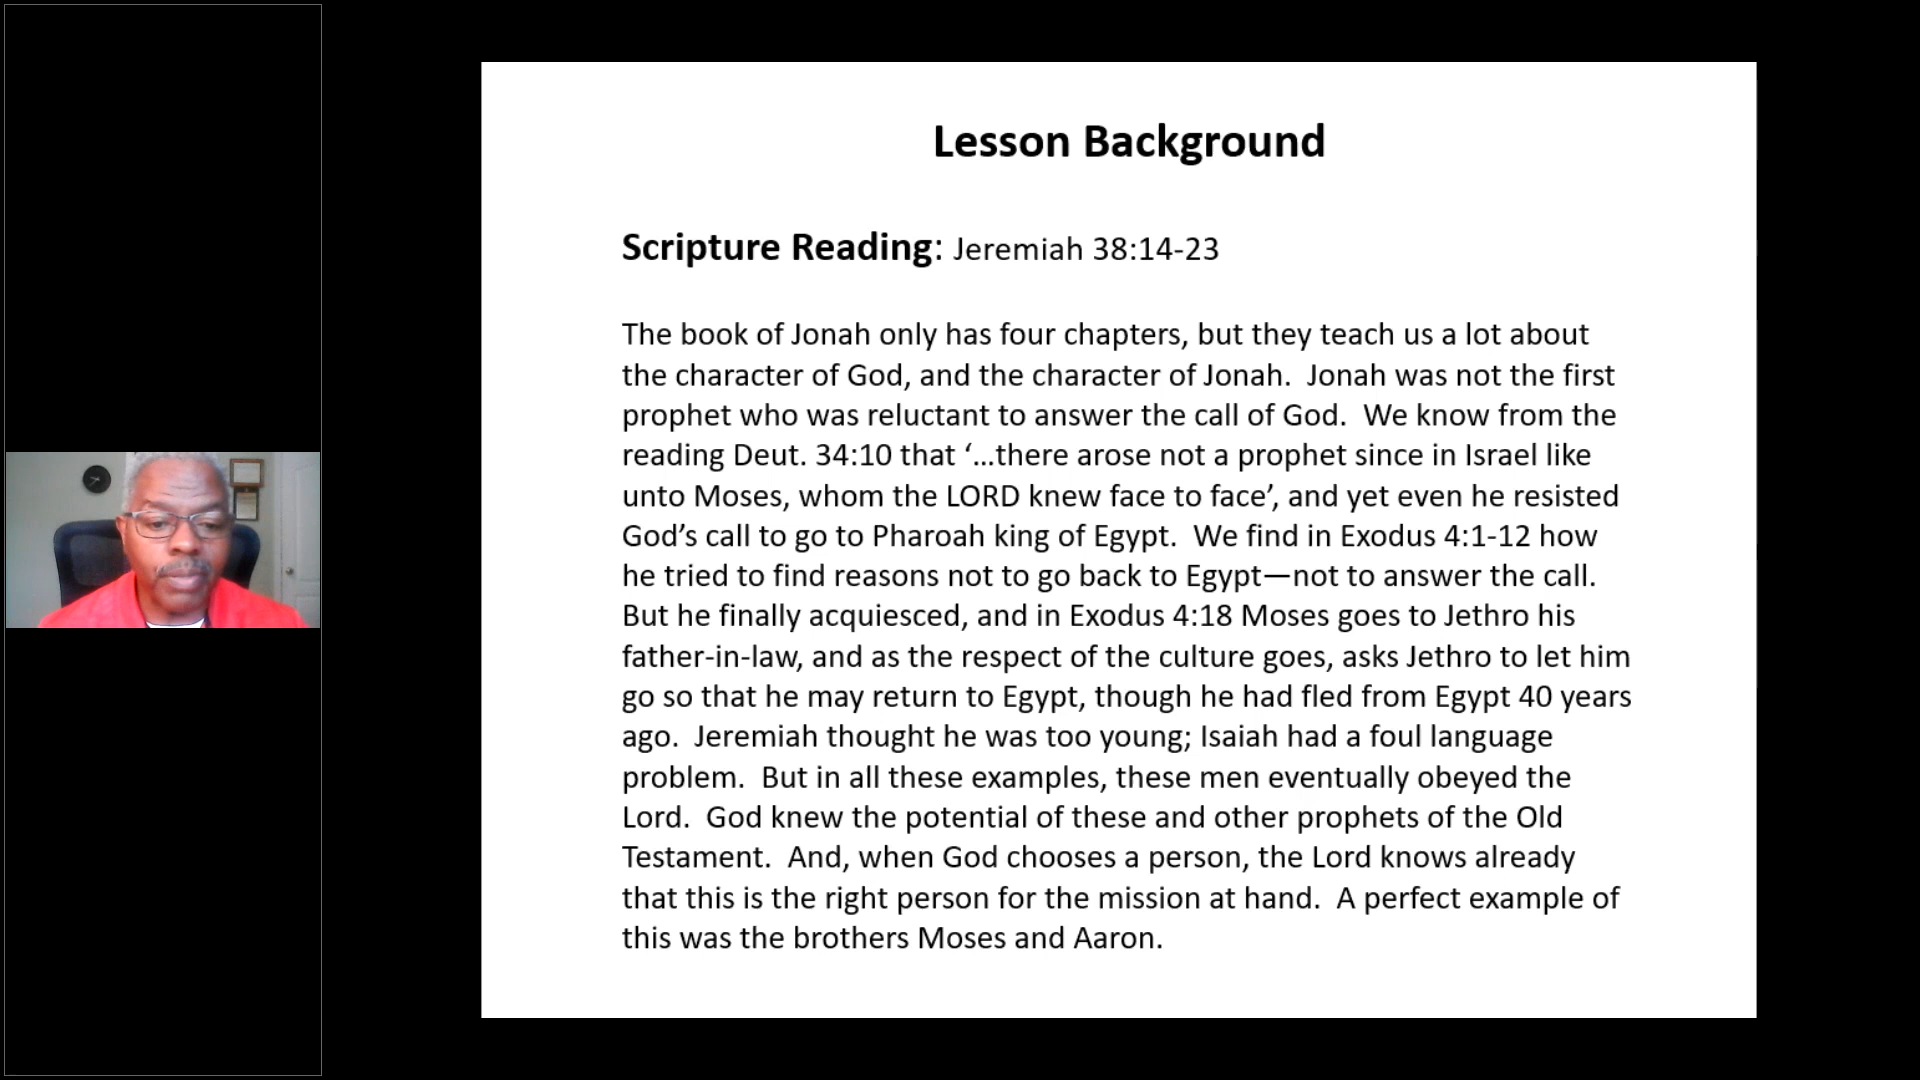 Lesson Background
Scripture Reading: Jeremiah 38:14-23
The book of Jonah only has four chapters, but they teach us a lot about
the character of God, and the character of Jonah.  Jonah was not the first
prophet who was reluctant to answer the call of God.  We know from the
reading Deut. 34:10 that ‘…there arose not a prophet since in Israel like
unto Moses, whom the LORD knew face to face’, and yet even he resisted
God’s call to go to Pharoah king of Egypt.  We find in Exodus 4:1-12 how
he tried to find reasons not to go back to Egypt—not to answer the call.
But he finally acquiesced, and in Exodus 4:18 Moses goes to Jethro his
father-in-law, and as the respect of the culture goes, asks Jethro to let him
go so that he may return to Egypt, though he had fled from Egypt 40 years
ago.  Jeremiah thought he was too young; Isaiah had a foul language
problem.  But in all these examples, these men eventually obeyed the
Lord.  God knew the potential of these and other prophets of the Old
Testament.  And, when God chooses a person, the Lord knows already
that this is the right person for the mission at hand.  A perfect example of
this was the brothers Moses and Aaron.